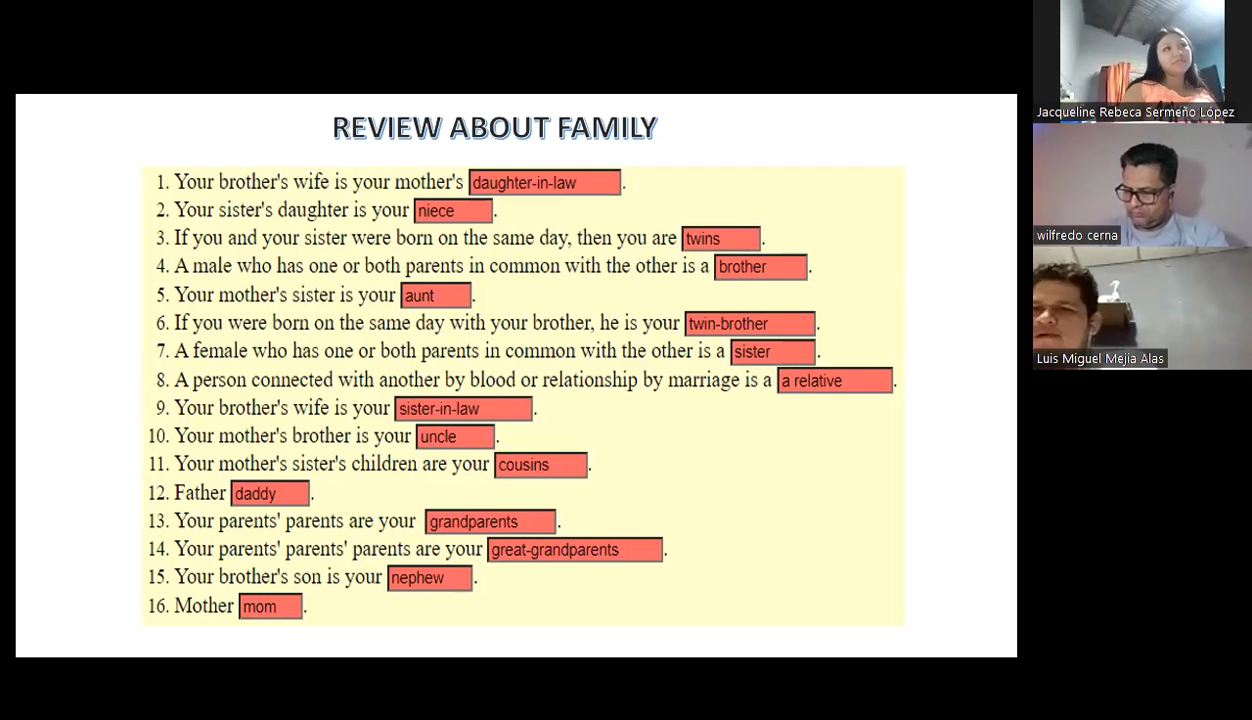 REVIEW ABOUT FAMILY
1. Your brother's wife is your mother's daughter-in-law.
2. Your sister's daughter is your niece.
3. If you and your sister were born on the same day, then you are twins.
4. A male who has one or both parents in common with the other is a brother.
5. Your mother's sister is your aunt.
6. If you were born on the same day with your brother, he is your twin-brother.
7. A female who has one or both parents in common with the other is a sister.
8. A person connected with another by blood or relationship by marriage is a a relative.
9. Your brother's wife is your sister-in-law.
10. Your mother's brother is your uncle.
11. Your mother's sister's children are your cousins.
12. Father daddy.
13. Your parents' parents are your grandparents.
14. Your parents' parents' parents are your great-grandparents.
15. Your brother's son is your nephew.
16. Mother mom.
Jacqueline Rebeca Sermeño López
wilfredo cerna
Luis Miguel Mejia Alas